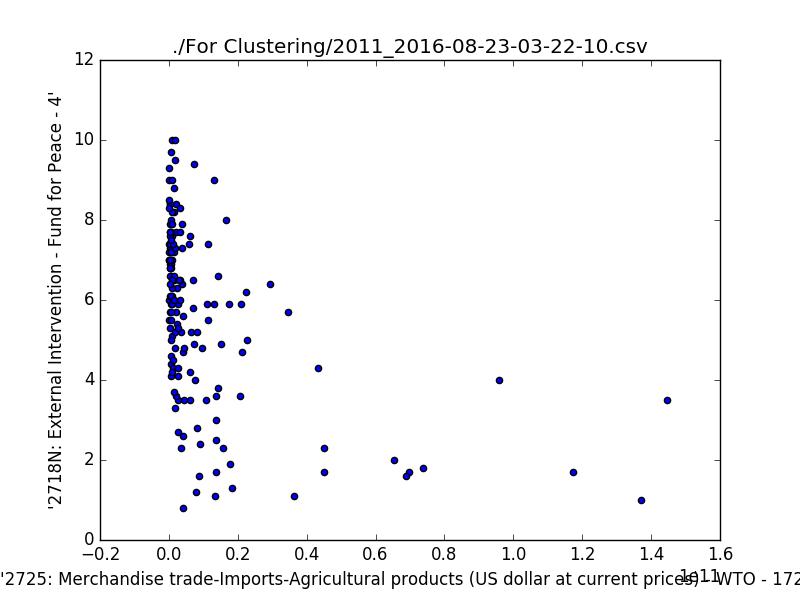 ./For Clustering/2011_2016-08-23-03-22-10.csv
'2718N: External Intervention - Fund for Peace - 4'
12
10
8
6
4
2
0
−0.2 0.0 0.2 0.4 0.6 0.8 1.0 1.2 1.4 1.6
1e11
'2725: Merchandise trade-Imports-Agricultural products (US dollar at current prices) - WTO - 172